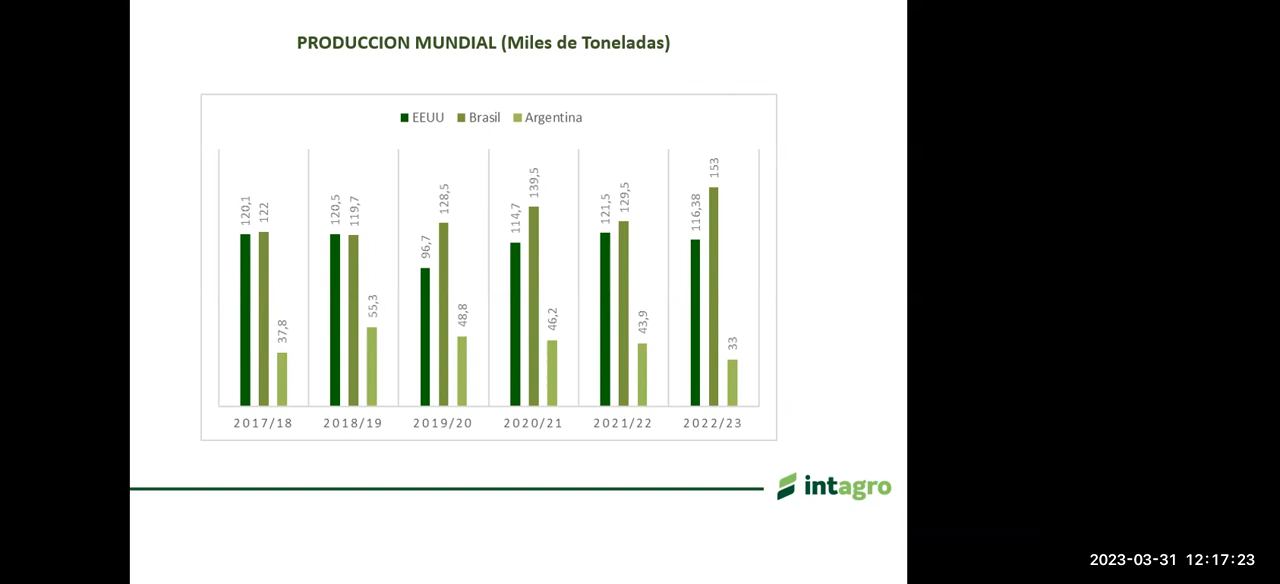 PRODUCCION MUNDIAL (Miles de Toneladas)
EEUU Brasil Argentina
120,1 122 37,8 120,5 119,7 55,3 96,7 128,5 48,8 114,7 139,5 46,2 121,5 129,5 43,9 116,38 153 33
2017/18 2018/19 2019/20 2020/21 2021/22 2022/23
intagro
2023-03-31 12:17:23